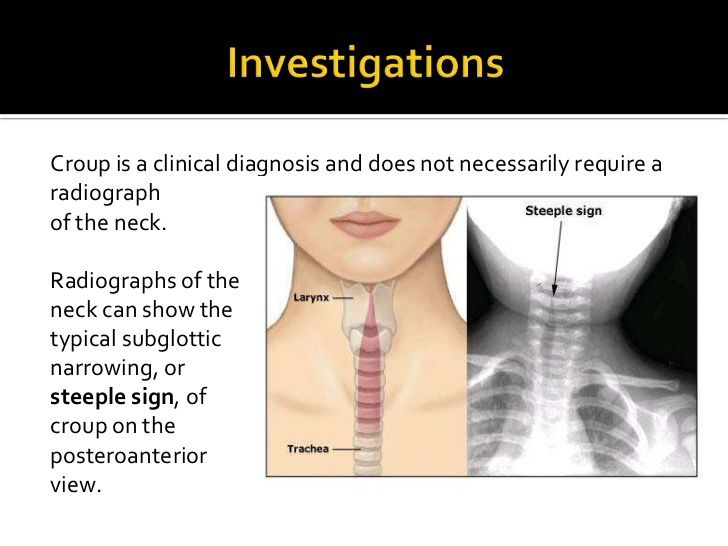 Investigations
Croup is a clinical diagnosis and does not necessarily require a
radiograph
of the neck.
Radiographs of the
neck can show the
typical subglottic
narrowing, or
steeple sign, of
croup on the
posteroanterior
view.
Larynx
Trachea
Steeple sign